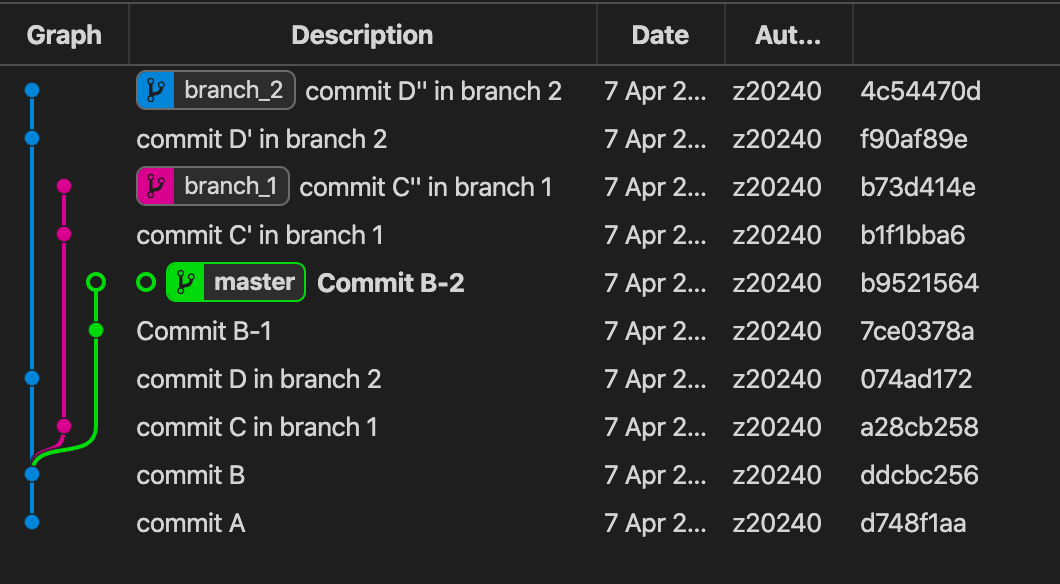 Graph Description Date Aut...
branch_2 commit D'' in branch 2 7 Apr 2... z20240 4c54470d
commit D' in branch 2 7 Apr 2... z20240 f90af89e
branch_1 commit C'' in branch 1 7 Apr 2... z20240 b73d414e
commit C' in branch 1 7 Apr 2... z20240 b1f1bba6
master Commit B-2 7 Apr 2... z20240 b9521564
Commit B-1 7 Apr 2... z20240 7ce0378a
commit D in branch 2 7 Apr 2... z20240 074ad172
commit C in branch 1 7 Apr 2... z20240 a28cb258
commit B 7 Apr 2... z20240 ddcbc256
commit A 7 Apr 2... z20240 d748f1aa